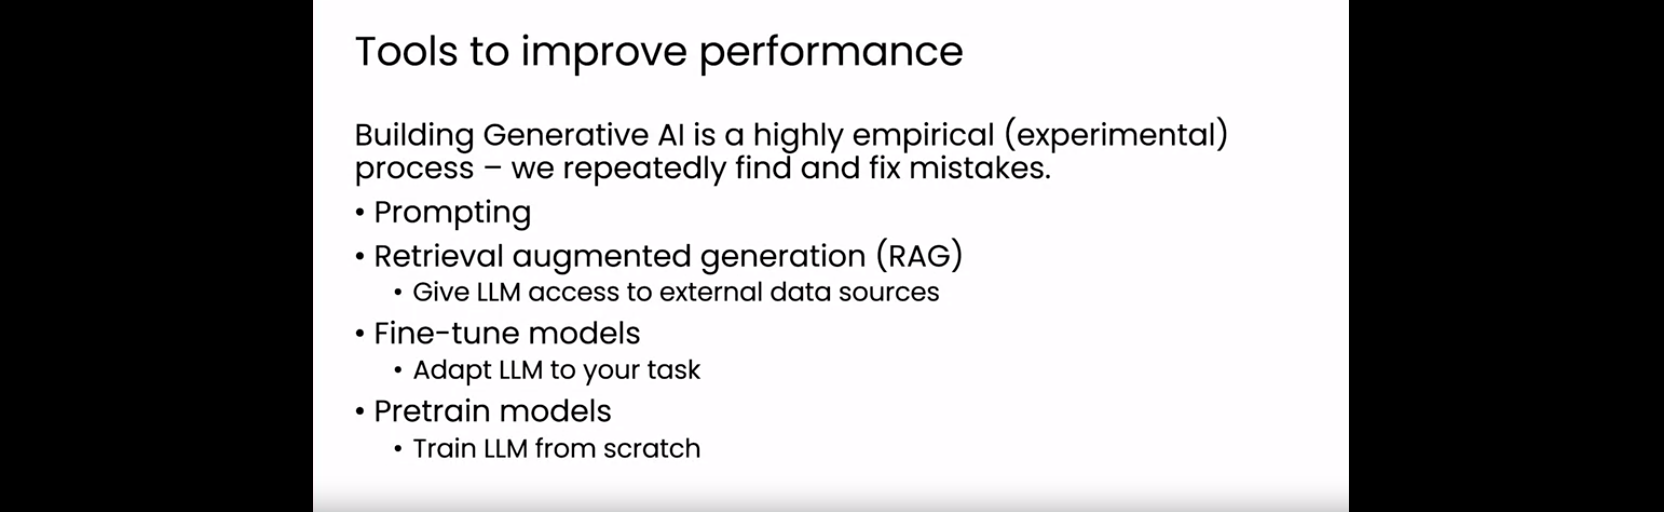 Tools to improve performance
Building Generative AI is a highly empirical (experimental)
process – we repeatedly find and fix mistakes.
• Prompting
• Retrieval augmented generation (RAG)
• Give LLM access to external data sources
• Fine-tune models
• Adapt LLM to your task
• Pretrain models
• Train LLM from scratch